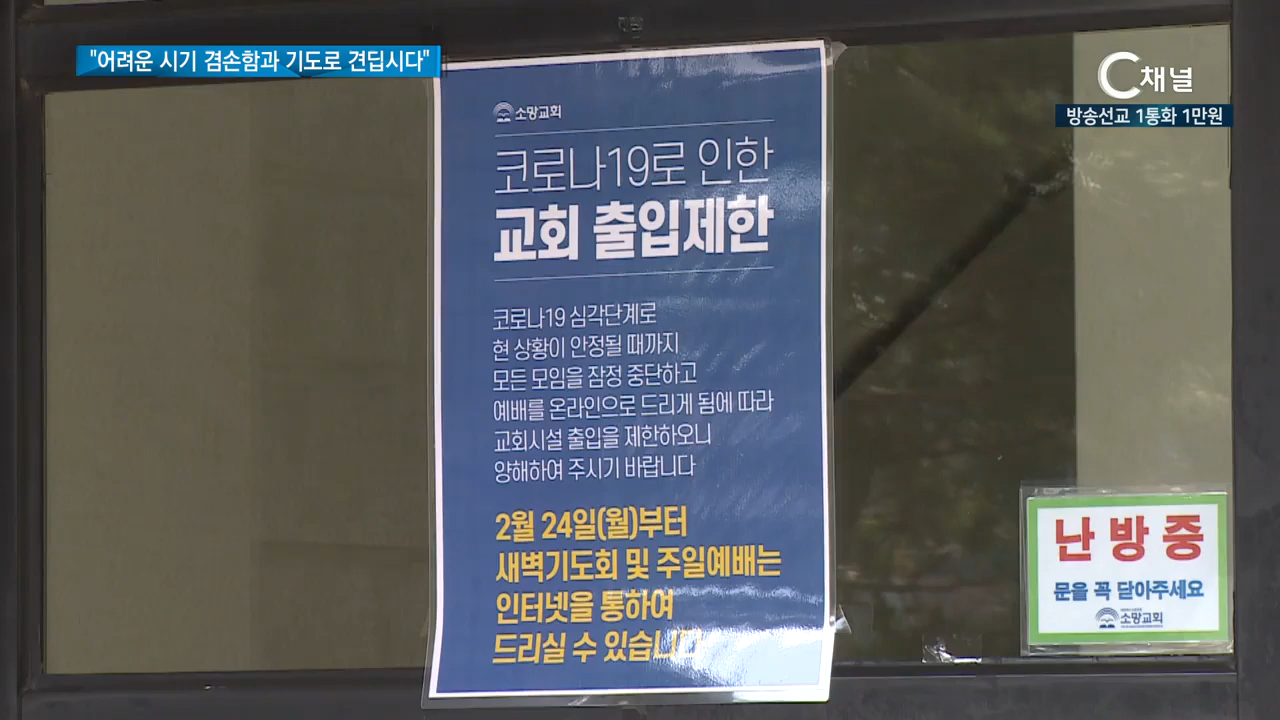 "어려운 시기 겸손함과 기도로 견딥시다"
C채널
방송선교 1통화 1만원
소망교회
코로나19로 인한
교회 출입제한
코로나19 심각단계로
현 상황이 안정될 때까지
모든 모임을 잠정 중단하고
예배를 온라인으로 드리게 됨에 따라
교회시설 출입을 제한하오니
양해하여 주시기 바랍니다
2월 24일(월)부터
새벽기도회 및 주일예배는
인터넷을 통하여
드리실 수 있습니다
난방중
문을 꼭 닫아주세요
소망교회